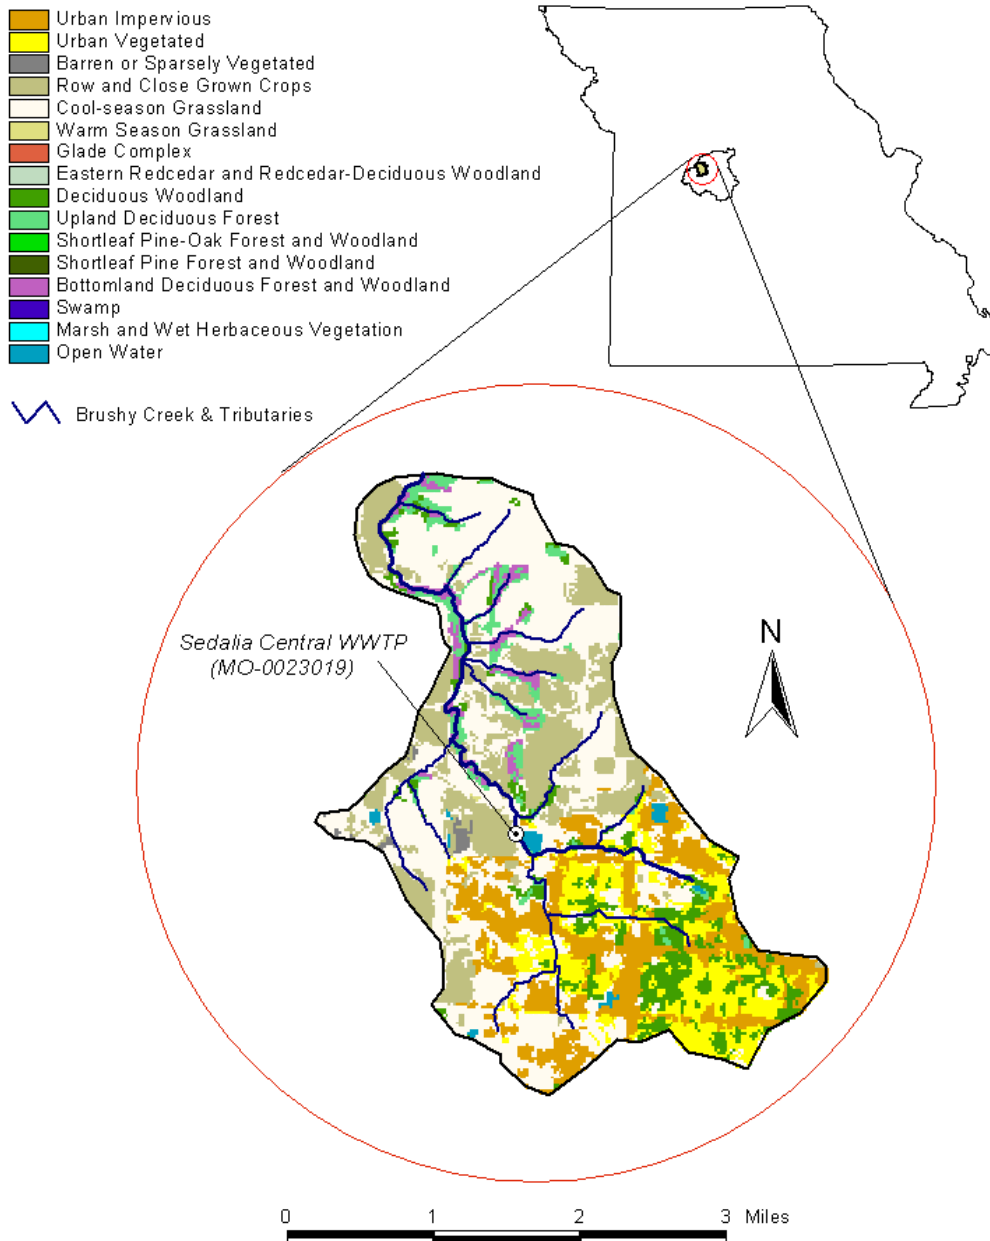 Urban Impervious
Urban Vegetated
Barren or Sparsely Vegetated
Row and Close Grown Crops
Cool-season Grassland
Warm Season Grassland
Glade Complex
Eastern Redcedar and Redcedar-Deciduous Woodland
Deciduous Woodland
Upland Deciduous Forest
Shortleaf Pine-Oak Forest and Woodland
Shortleaf Pine Forest and Woodland
Bottomland Deciduous Forest and Woodland
Swamp
Marsh and Wet Herbaceous Vegetation
Open Water
Brushy Creek & Tributaries
Sedalia Central WWTP
(MO-0023019)
N
0 1 2 3 Miles